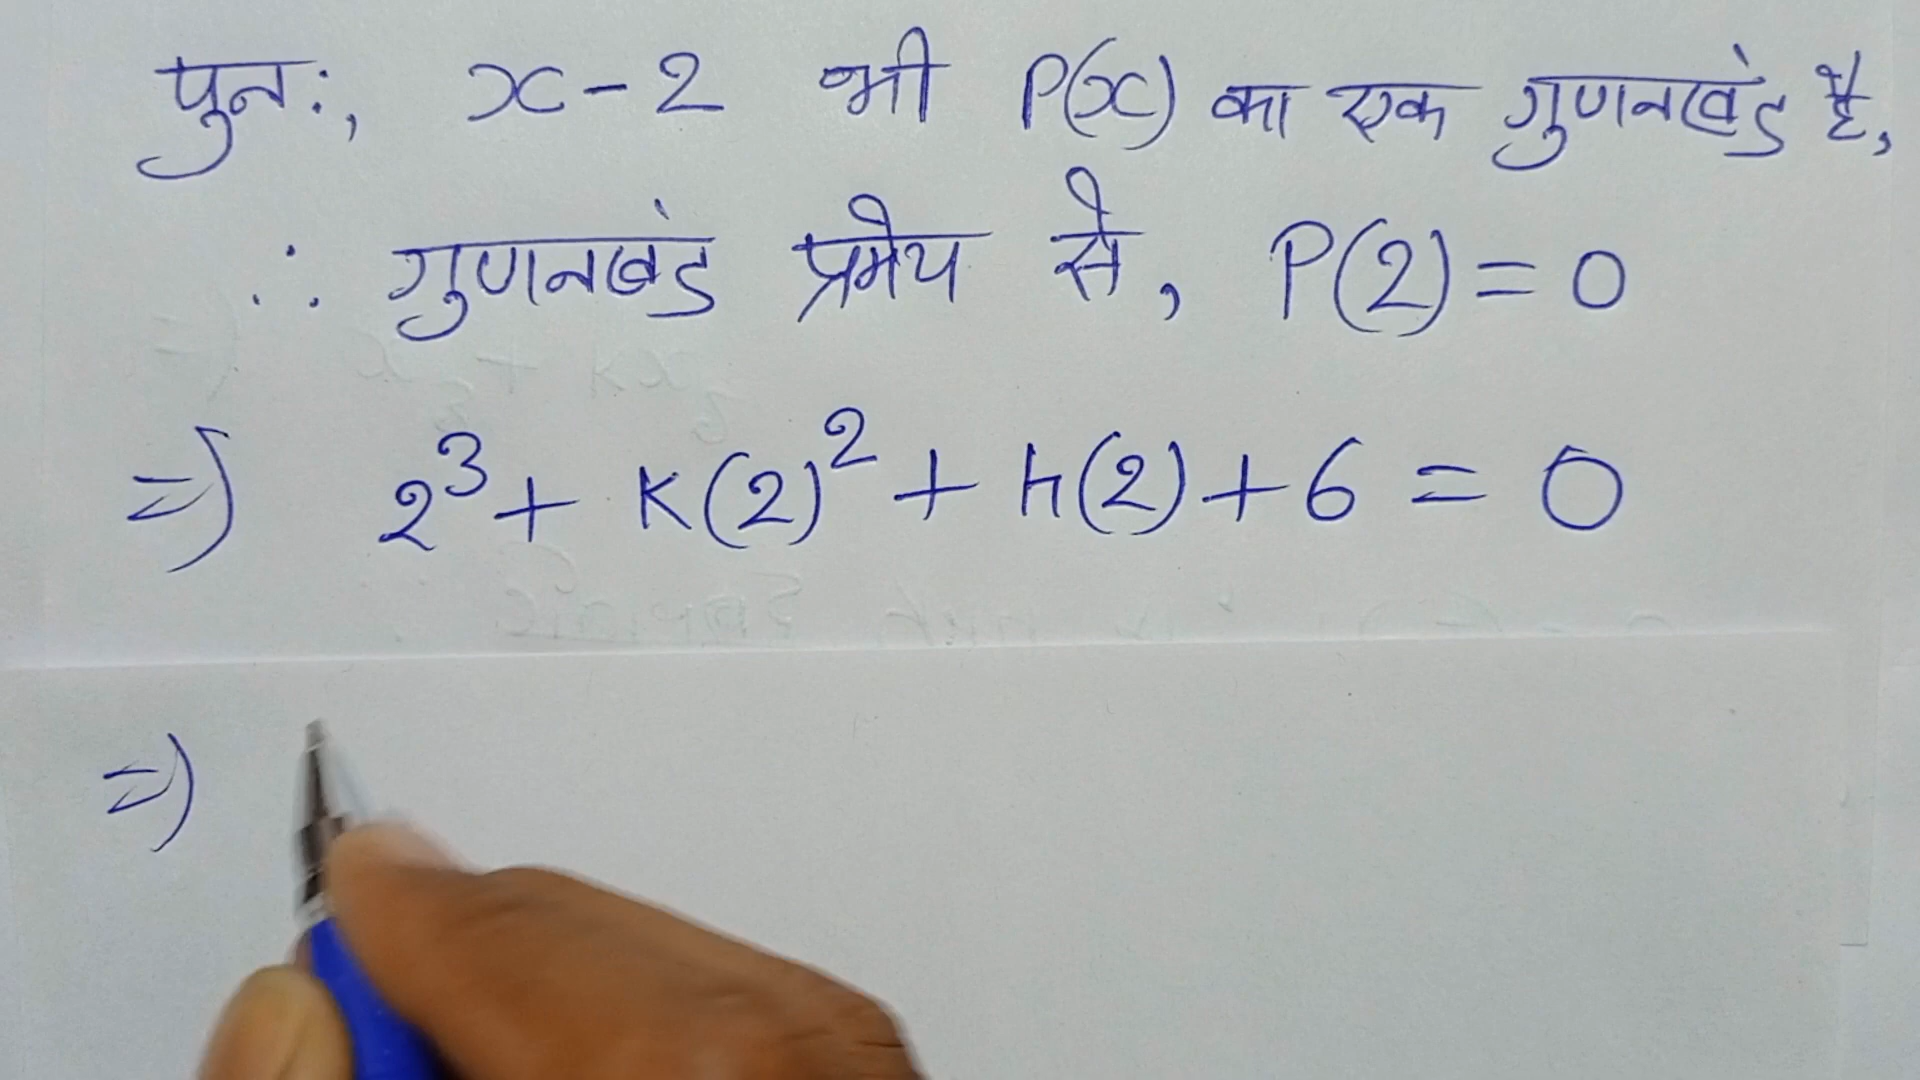 पुनः, x - 2 भी P(x) का एक गुणनखंड है,
∴ गुणनखंड प्रमेय से, P(2) = 0
⇒ 2³ + K(2)² + h(2) + 6 = 0
⇒